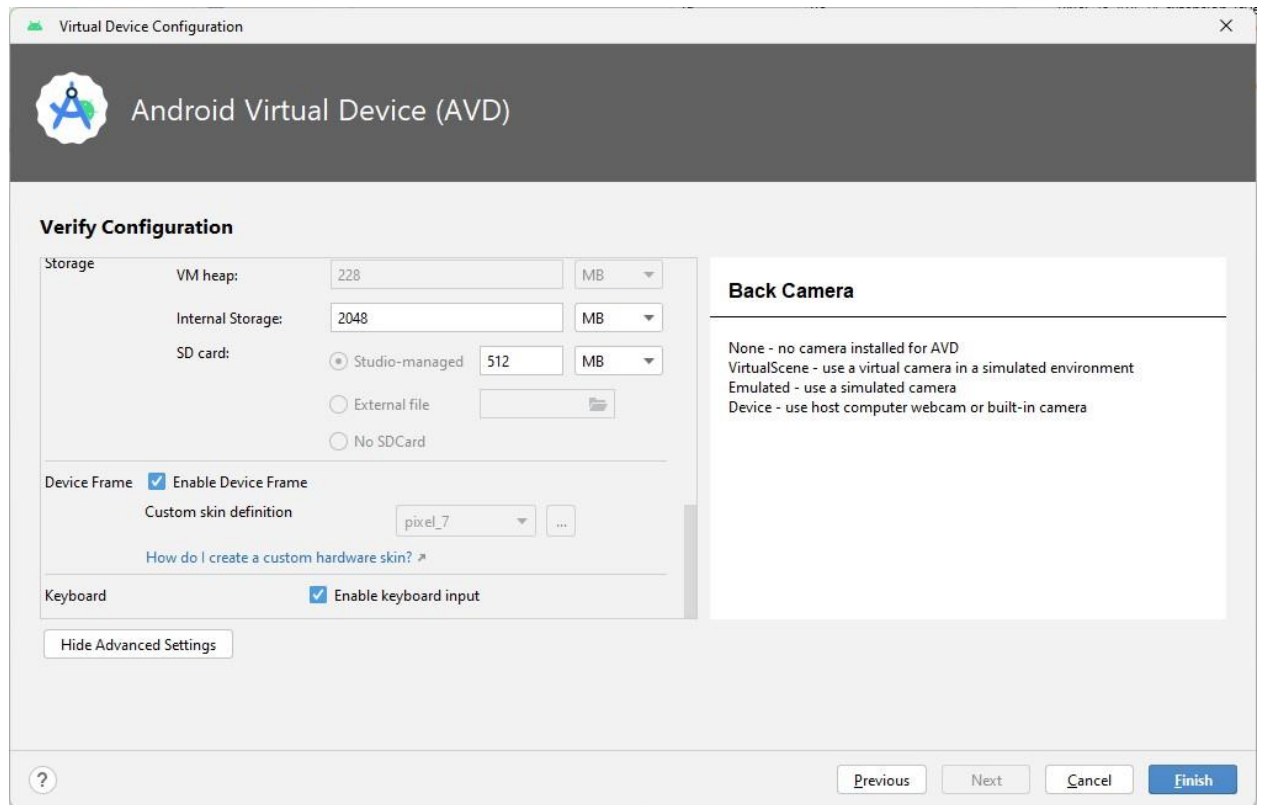 Virtual Device Configuration
Android Virtual Device (AVD)
Verify Configuration
Storage
VM heap: 228 MB
Internal Storage: 2048 MB
SD card: Studio-managed 512 MB
External file
No SDCard
Device Frame Enable Device Frame
Custom skin definition pixel_7 ...
How do I create a custom hardware skin? ↗
Keyboard Enable keyboard input
Hide Advanced Settings
Back Camera
None - no camera installed for AVD
VirtualScene - use a virtual camera in a simulated environment
Emulated - use a simulated camera
Device - use host computer webcam or built-in camera
? Previous Next Cancel Finish